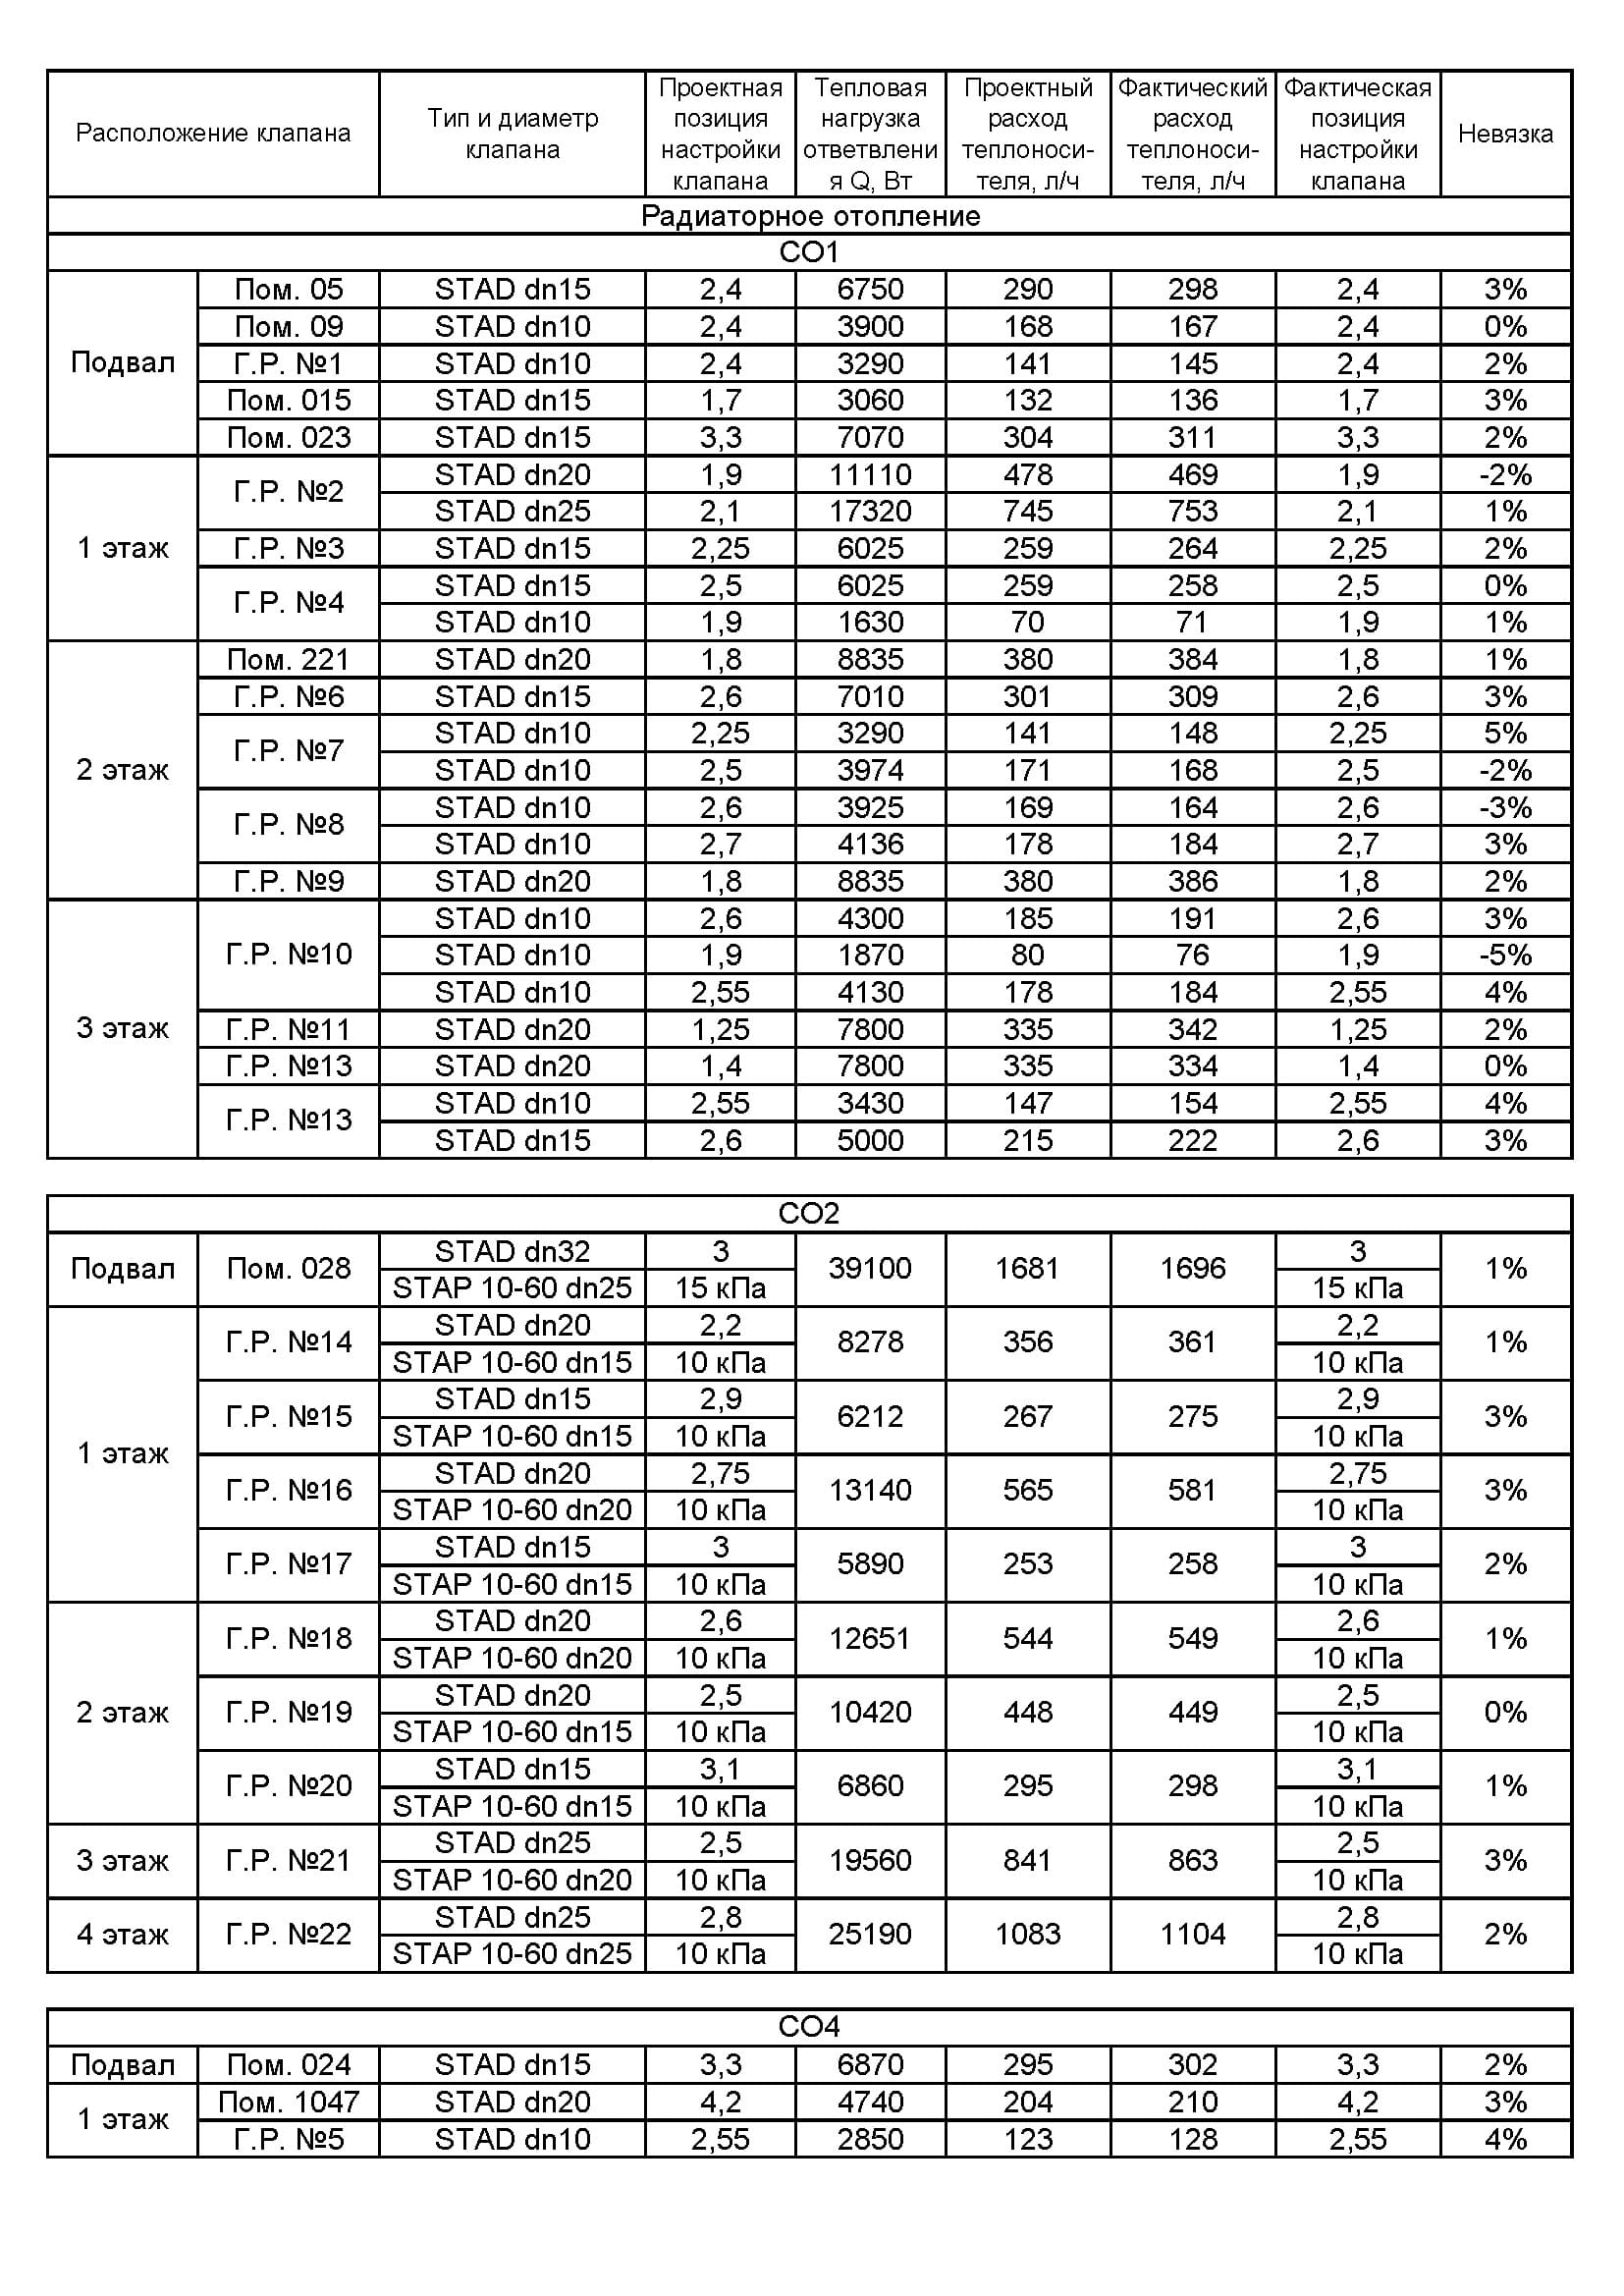 Расположение клапана Тип и диаметр клапана Проектная позиция настройки клапана Тепловая нагрузка ответвлени я Q, Вт Проектный расход теплоноси- теля, л/ч Фактический расход теплоноси- теля, л/ч Фактическая позиция настройки клапана Невязка
Радиаторное отопление
СО1
Подвал Пом. 05 STAD dn15 2,4 6750 290 298 2,4 3%
Пом. 09 STAD dn10 2,4 3900 168 167 2,4 0%
Г.Р. №1 STAD dn10 2,4 3290 141 145 2,4 2%
Пом. 015 STAD dn15 1,7 3060 132 136 1,7 3%
Пом. 023 STAD dn15 3,3 7070 304 311 3,3 2%
1 этаж Г.Р. №2 STAD dn20 1,9 11110 478 469 1,9 -2%
STAD dn25 2,1 17320 745 753 2,1 1%
Г.Р. №3 STAD dn15 2,25 6025 259 264 2,25 2%
Г.Р. №4 STAD dn15 2,5 6025 259 258 2,5 0%
STAD dn10 1,9 1630 70 71 1,9 1%
2 этаж Пом. 221 STAD dn20 1,8 8835 380 384 1,8 1%
Г.Р. №6 STAD dn15 2,6 7010 301 309 2,6 3%
Г.Р. №7 STAD dn10 2,25 3290 141 148 2,25 5%
STAD dn10 2,5 3974 171 168 2,5 -2%
Г.Р. №8 STAD dn10 2,6 3925 169 164 2,6 -3%
STAD dn10 2,7 4136 178 184 2,7 3%
Г.Р. №9 STAD dn20 1,8 8835 380 386 1,8 2%
3 этаж Г.Р. №10 STAD dn10 2,6 4300 185 191 2,6 3%
STAD dn10 1,9 1870 80 76 1,9 -5%
STAD dn10 2,55 4130 178 184 2,55 4%
Г.Р. №11 STAD dn20 1,25 7800 335 342 1,25 2%
Г.Р. №13 STAD dn20 1,4 7800 335 334 1,4 0%
Г.Р. №13 STAD dn10 2,55 3430 147 154 2,55 4%
STAD dn15 2,6 5000 215 222 2,6 3%
СО2
Подвал Пом. 028 STAD dn32 3 39100 1681 1696 3 1%
STAP 10-60 dn25 15 кПа 15 кПа
1 этаж Г.Р. №14 STAD dn20 2,2 8278 356 361 2,2 1%
STAP 10-60 dn15 10 кПа 10 кПа
Г.Р. №15 STAD dn15 2,9 6212 267 275 2,9 3%
STAP 10-60 dn15 10 кПа 10 кПа
Г.Р. №16 STAD dn20 2,75 13140 565 581 2,75 3%
STAP 10-60 dn20 10 кПа 10 кПа
Г.Р. №17 STAD dn15 3 5890 253 258 3 2%
STAP 10-60 dn15 10 кПа 10 кПа
2 этаж Г.Р. №18 STAD dn20 2,6 12651 544 549 2,6 1%
STAP 10-60 dn20 10 кПа 10 кПа
Г.Р. №19 STAD dn20 2,5 10420 448 449 2,5 0%
STAP 10-60 dn15 10 кПа 10 кПа
Г.Р. №20 STAD dn15 3,1 6860 295 298 3,1 1%
STAP 10-60 dn15 10 кПа 10 кПа
3 этаж Г.Р. №21 STAD dn25 2,5 19560 841 863 2,5 3%
STAP 10-60 dn20 10 кПа 10 кПа
4 этаж Г.Р. №22 STAD dn25 2,8 25190 1083 1104 2,8 2%
STAP 10-60 dn25 10 кПа 10 кПа
СО4
Подвал Пом. 024 STAD dn15 3,3 6870 295 302 3,3 2%
1 этаж Пом. 1047 STAD dn20 4,2 4740 204 210 4,2 3%
Г.Р. №5 STAD dn10 2,55 2850 123 128 2,55 4%